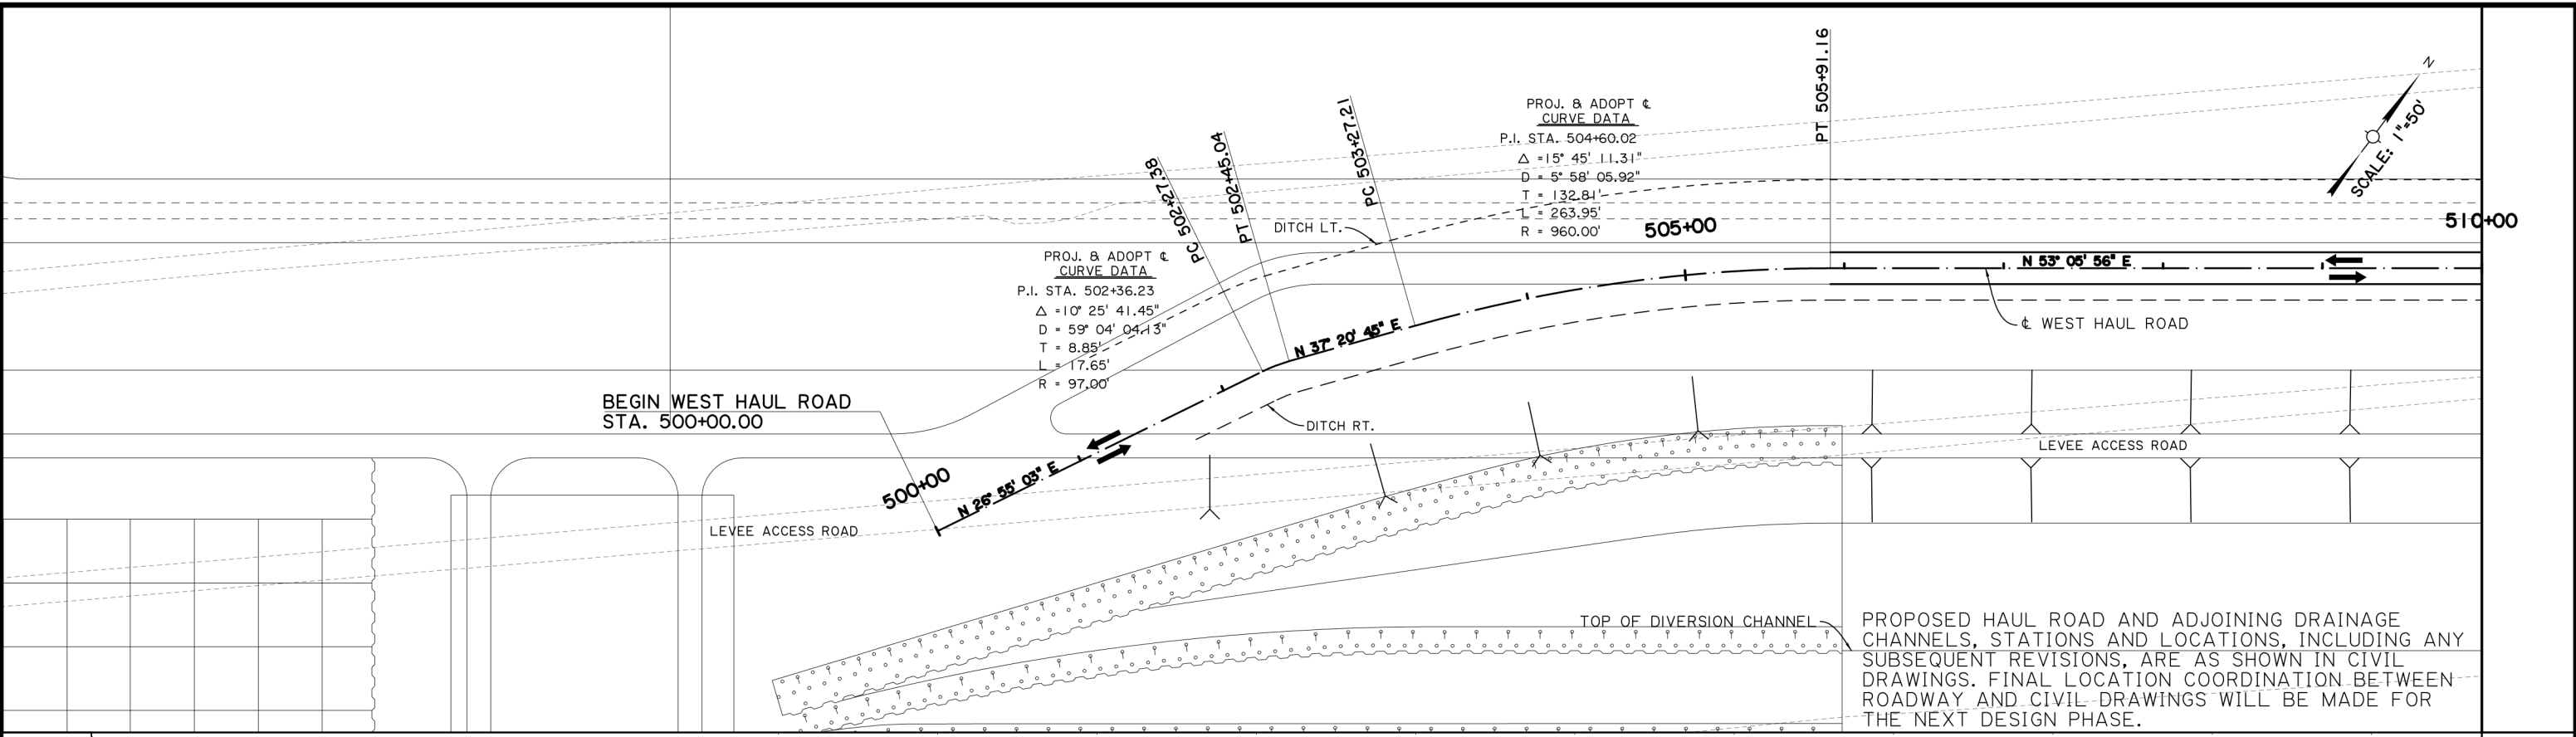 PROJ. & ADOPT ℄
CURVE DATA
P.I. STA. 504+60.02
Δ =15° 45' 11.31"
D = 5° 58' 05.92"
T = 132.81'
L = 263.95'
R = 960.00'
PROJ. & ADOPT ℄
CURVE DATA
P.I. STA. 502+36.23
Δ =10° 25' 41.45"
D = 59° 04' 04.13"
T = 8.85'
L = 17.65'
R = 97.00'
PC 502+27.38
PT 502+45.04
PC 503+27.21
PT 505+91.16
N
SCALE: 1"=50'
DITCH LT.
505+00
510+00
N 53° 05' 56" E
℄ WEST HAUL ROAD
N 37° 20' 45" E
BEGIN WEST HAUL ROAD
STA. 500+00.00
DITCH RT.
500+00
N 26° 55' 03" E
LEVEE ACCESS ROAD
LEVEE ACCESS ROAD
TOP OF DIVERSION CHANNEL
PROPOSED HAUL ROAD AND ADJOINING DRAINAGE
CHANNELS, STATIONS AND LOCATIONS, INCLUDING ANY
SUBSEQUENT REVISIONS, ARE AS SHOWN IN CIVIL
DRAWINGS. FINAL LOCATION COORDINATION BETWEEN
ROADWAY AND CIVIL DRAWINGS WILL BE MADE FOR
THE NEXT DESIGN PHASE.